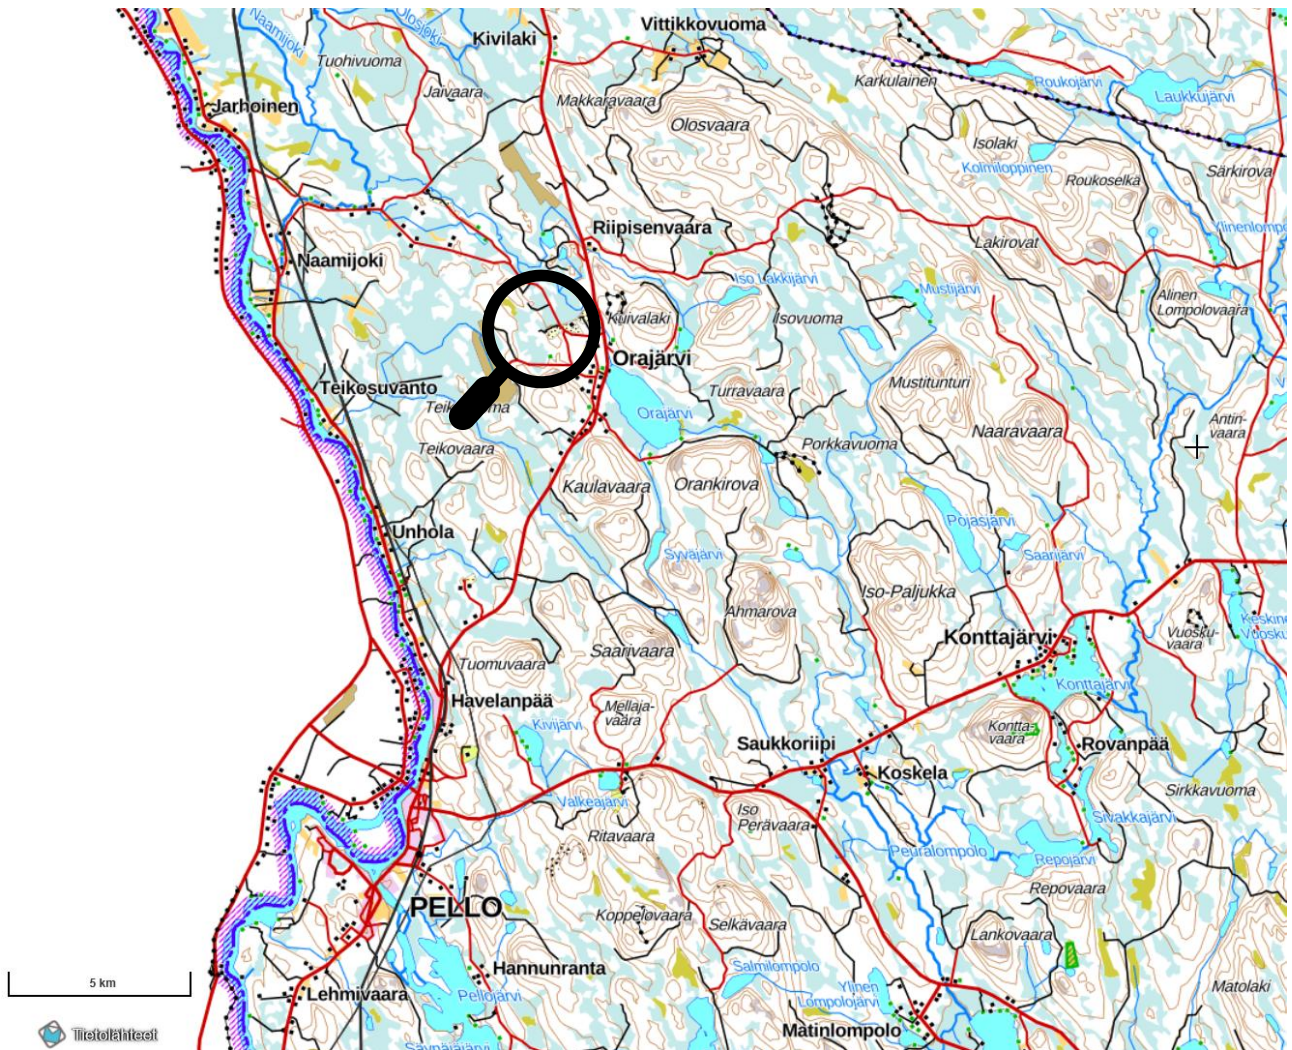 Naamijoki
Olosjoki
Kivilaki
Vittikkovuoma
Tuohivuoma
Jaivaara
Makkaravaara
Karkulainen
Roukojärvi
Laukkujärvi
Jarhoinen
Olosvaara
Isolaki
Kolmiloppinen
Roukoselkä
Särkirova
Riipisenvaara
Lakirovat
Naamijoki
Iso Lakkijärvi
Mustijärvi
Alinen
Lompolovaara
Kuivalaki
Isovuoma
Orajärvi
Teikosuvanto
Turravaara
Mustitunturi
Orajärvi
Antin-
vaara
Naaravaara
Teikovaara
Porkkavuoma
Kaulavaara
Orankirova
Pojasjärvi
Unhola
Syväjärvi
Saarijärvi
Iso-Paljukka
Ahmarova
Vuosku-
vaara
Konttajärvi
Saarivaara
Tuomuvaara
Konttajärvi
Havelanpää
Mellaja-
vaara
Kivijärvi
Kontta-
vaara
Saukkoriipi
Rovanpää
Koskela
Sirkkavuoma
Valkeajärvi
Iso
Perävaara
Ritavaara
Sivakkajärvi
Peuralompolo
Repojärvi
Repovaara
PELLO
Koppelovaara
Selkävaara
Lankovaara
Hannunranta
Salmilompolo
5 km
Lehmivaara
Pellojärvi
Ylinen
Lompolojärvi
Matolaki
Matinlompolo
Tietolähteet